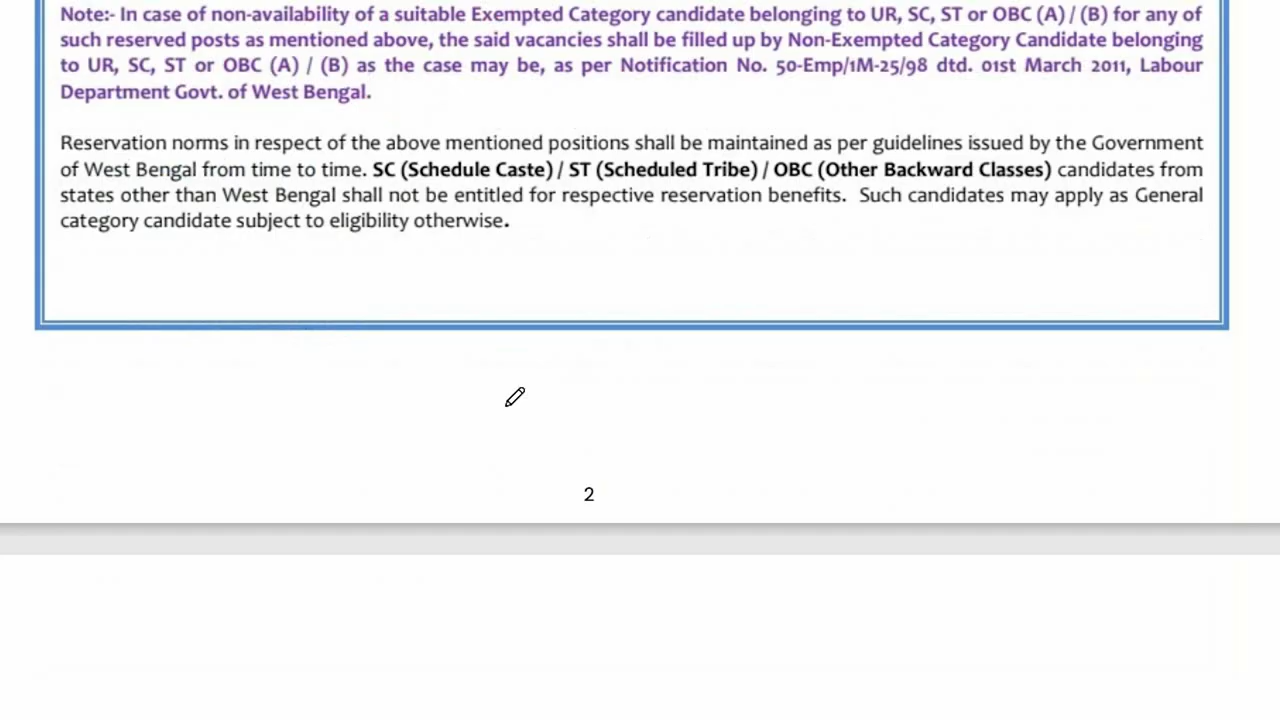 Note:- In case of non-availability of a suitable Exempted Category candidate belonging to UR, SC, ST or OBC (A) / (B) for any of
such reserved posts as mentioned above, the said vacancies shall be filled up by Non-Exempted Category Candidate belonging
to UR, SC, ST or OBC (A) / (B) as the case may be, as per Notification No. 50-Emp/1M-25/98 dtd. 01st March 2011, Labour
Department Govt. of West Bengal.
Reservation norms in respect of the above mentioned positions shall be maintained as per guidelines issued by the Government
of West Bengal from time to time. SC (Schedule Caste) / ST (Scheduled Tribe) / OBC (Other Backward Classes) candidates from
states other than West Bengal shall not be entitled for respective reservation benefits. Such candidates may apply as General
category candidate subject to eligibility otherwise.
2